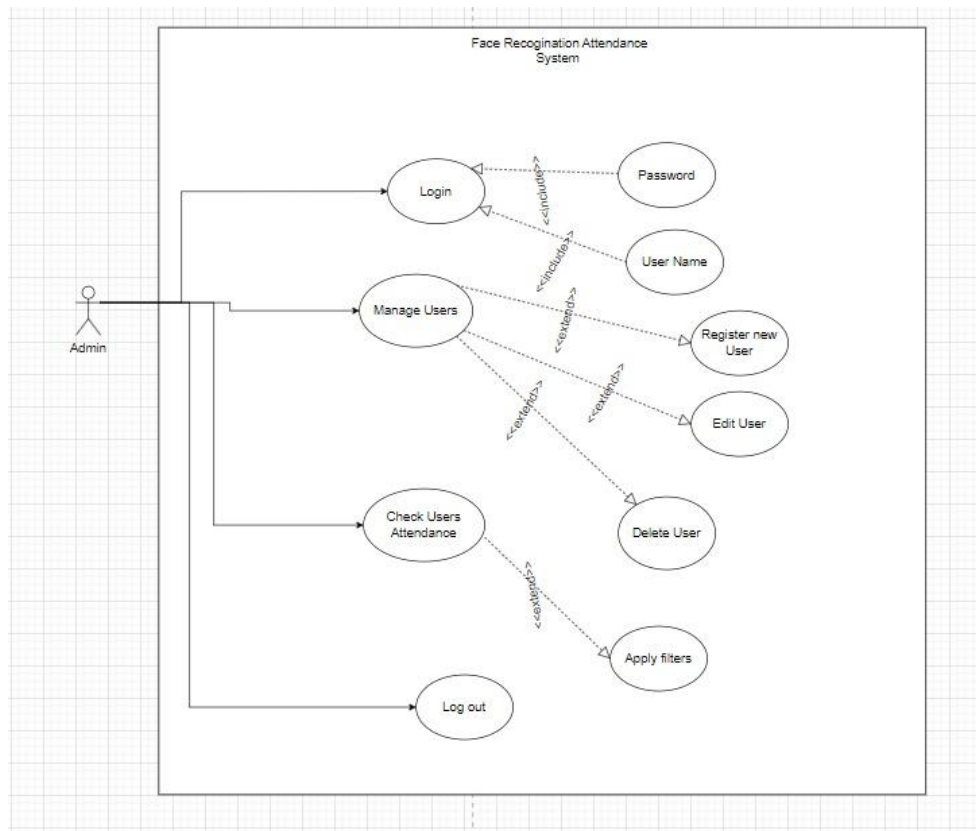 Face Recogination Attendance
System
Password
<<include>>
Login
<<include>>
User Name
Manage Users
<<extend>>
Register new
User
Admin
<<extend>>
<<extend>>
Edit User
Check Users
Attendance
Delete User
<<extend>>
Apply filters
Log out